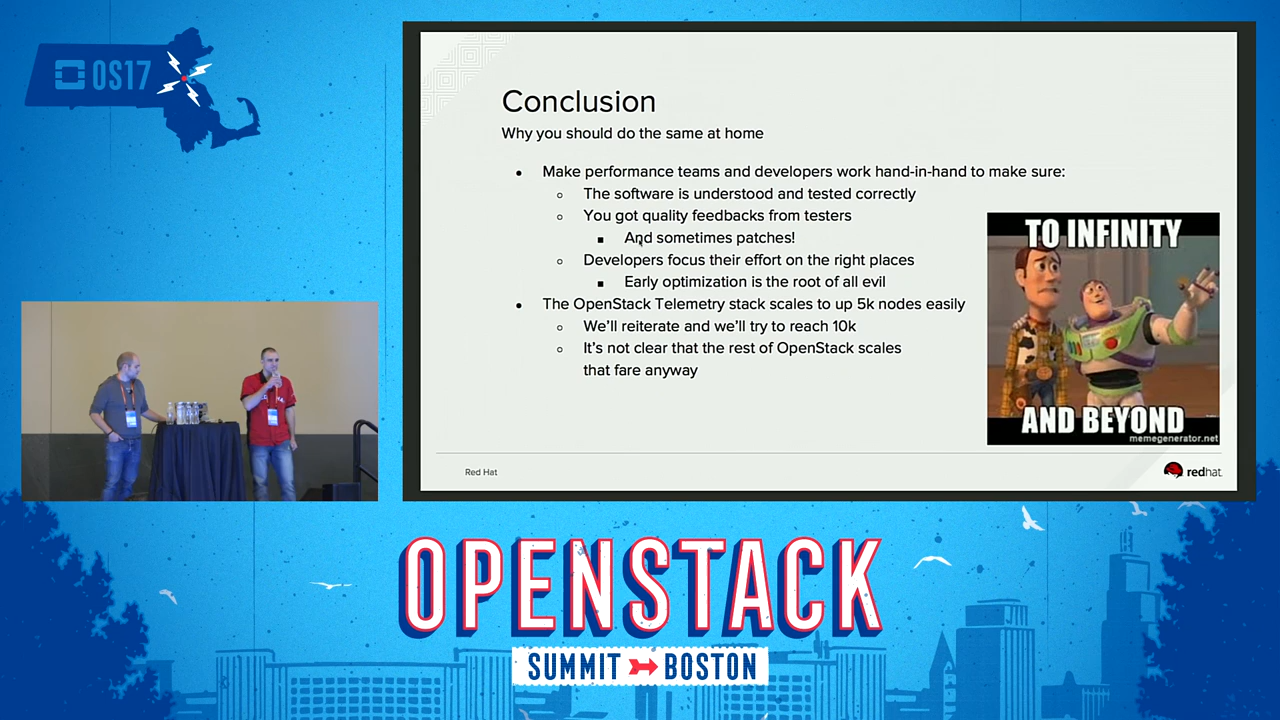 OS17
Conclusion
Why you should do the same at home
• Make performance teams and developers work hand-in-hand to make sure:
○ The software is understood and tested correctly
○ You got quality feedbacks from testers
■ And sometimes patches!
○ Developers focus their effort on the right places
■ Early optimization is the root of all evil
• The OpenStack Telemetry stack scales to up 5k nodes easily
○ We'll reiterate and we'll try to reach 10k
○ It's not clear that the rest of OpenStack scales
that fare anyway
TO INFINITY
AND BEYOND
memegenerator.net
Red Hat
redhat.
OPENSTACK
SUMMIT BOSTON